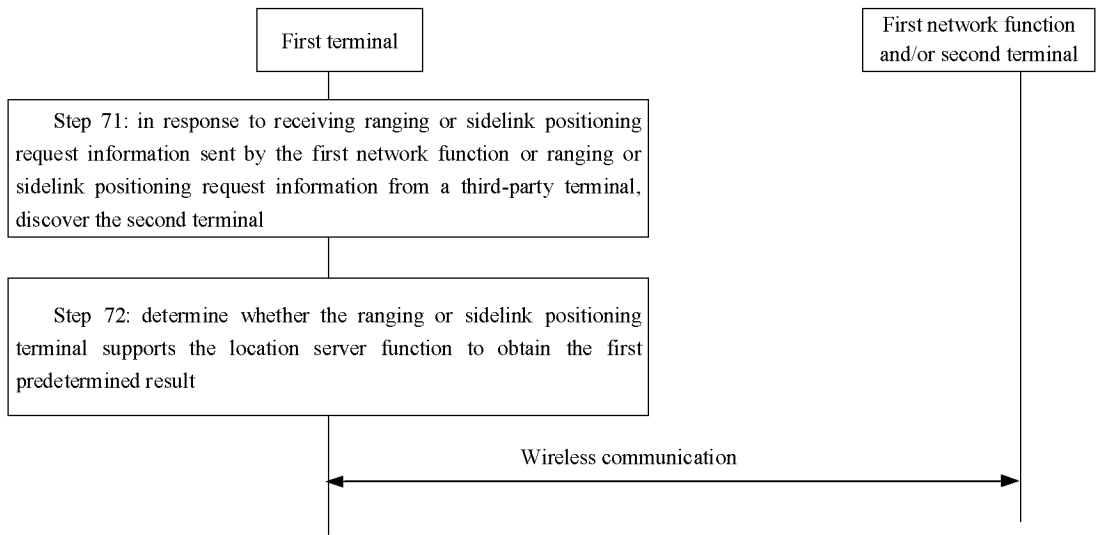 First terminal
First network function
and/or second terminal
Step 71: in response to receiving ranging or sidelink positioning
request information sent by the first network function or ranging or
sidelink positioning request information from a third-party terminal,
discover the second terminal
Step 72: determine whether the ranging or sidelink positioning
terminal supports the location server function to obtain the first
predetermined result
Wireless communication